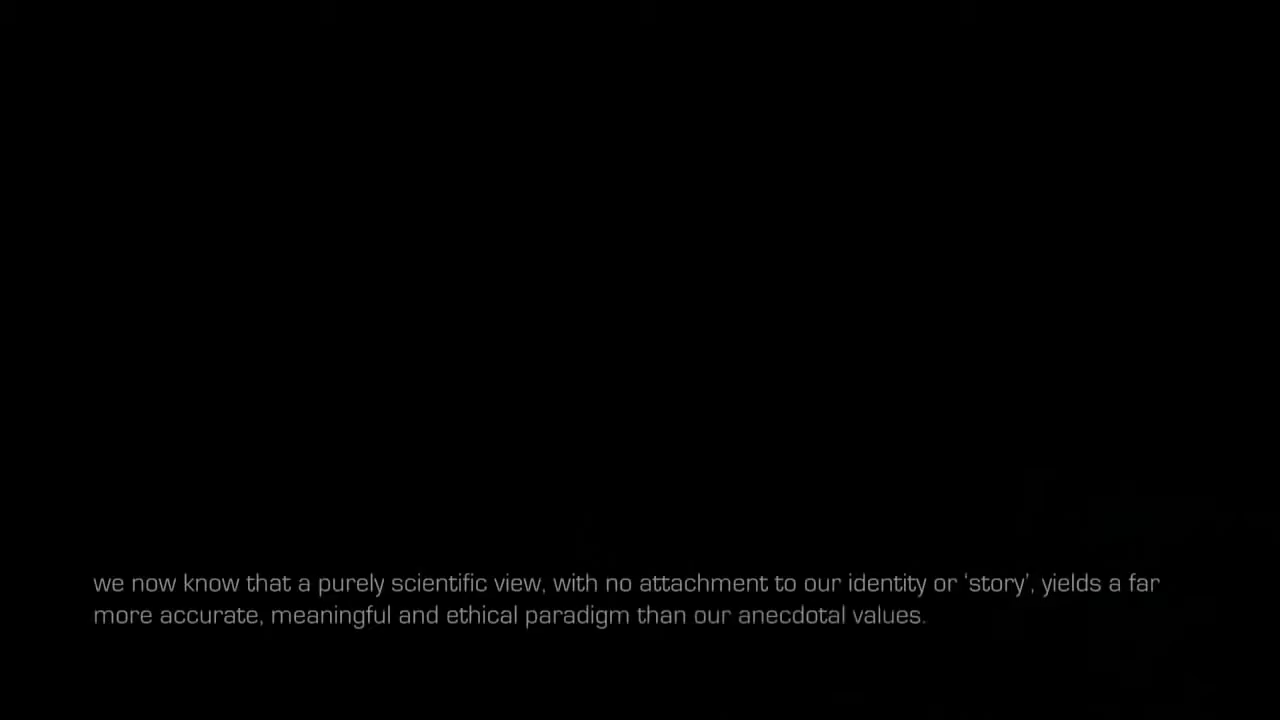 we now know that a purely scientific view, with no attachment to our identity or ‘story’, yields a far
more accurate, meaningful and ethical paradigm than our anecdotal values.